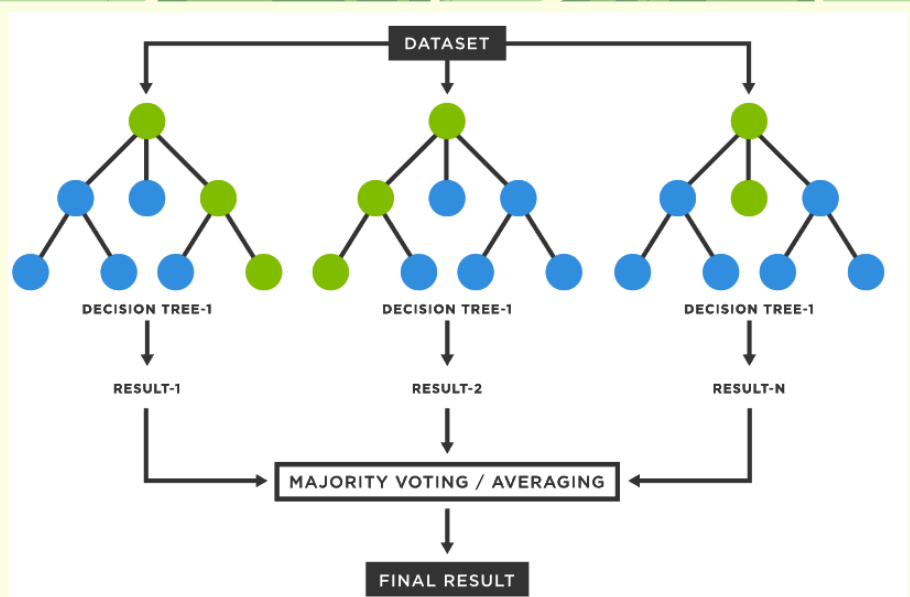 DATASET
DECISION TREE-1
DECISION TREE-1
DECISION TREE-1
RESULT-1
RESULT-2
RESULT-N
MAJORITY VOTING / AVERAGING
FINAL RESULT